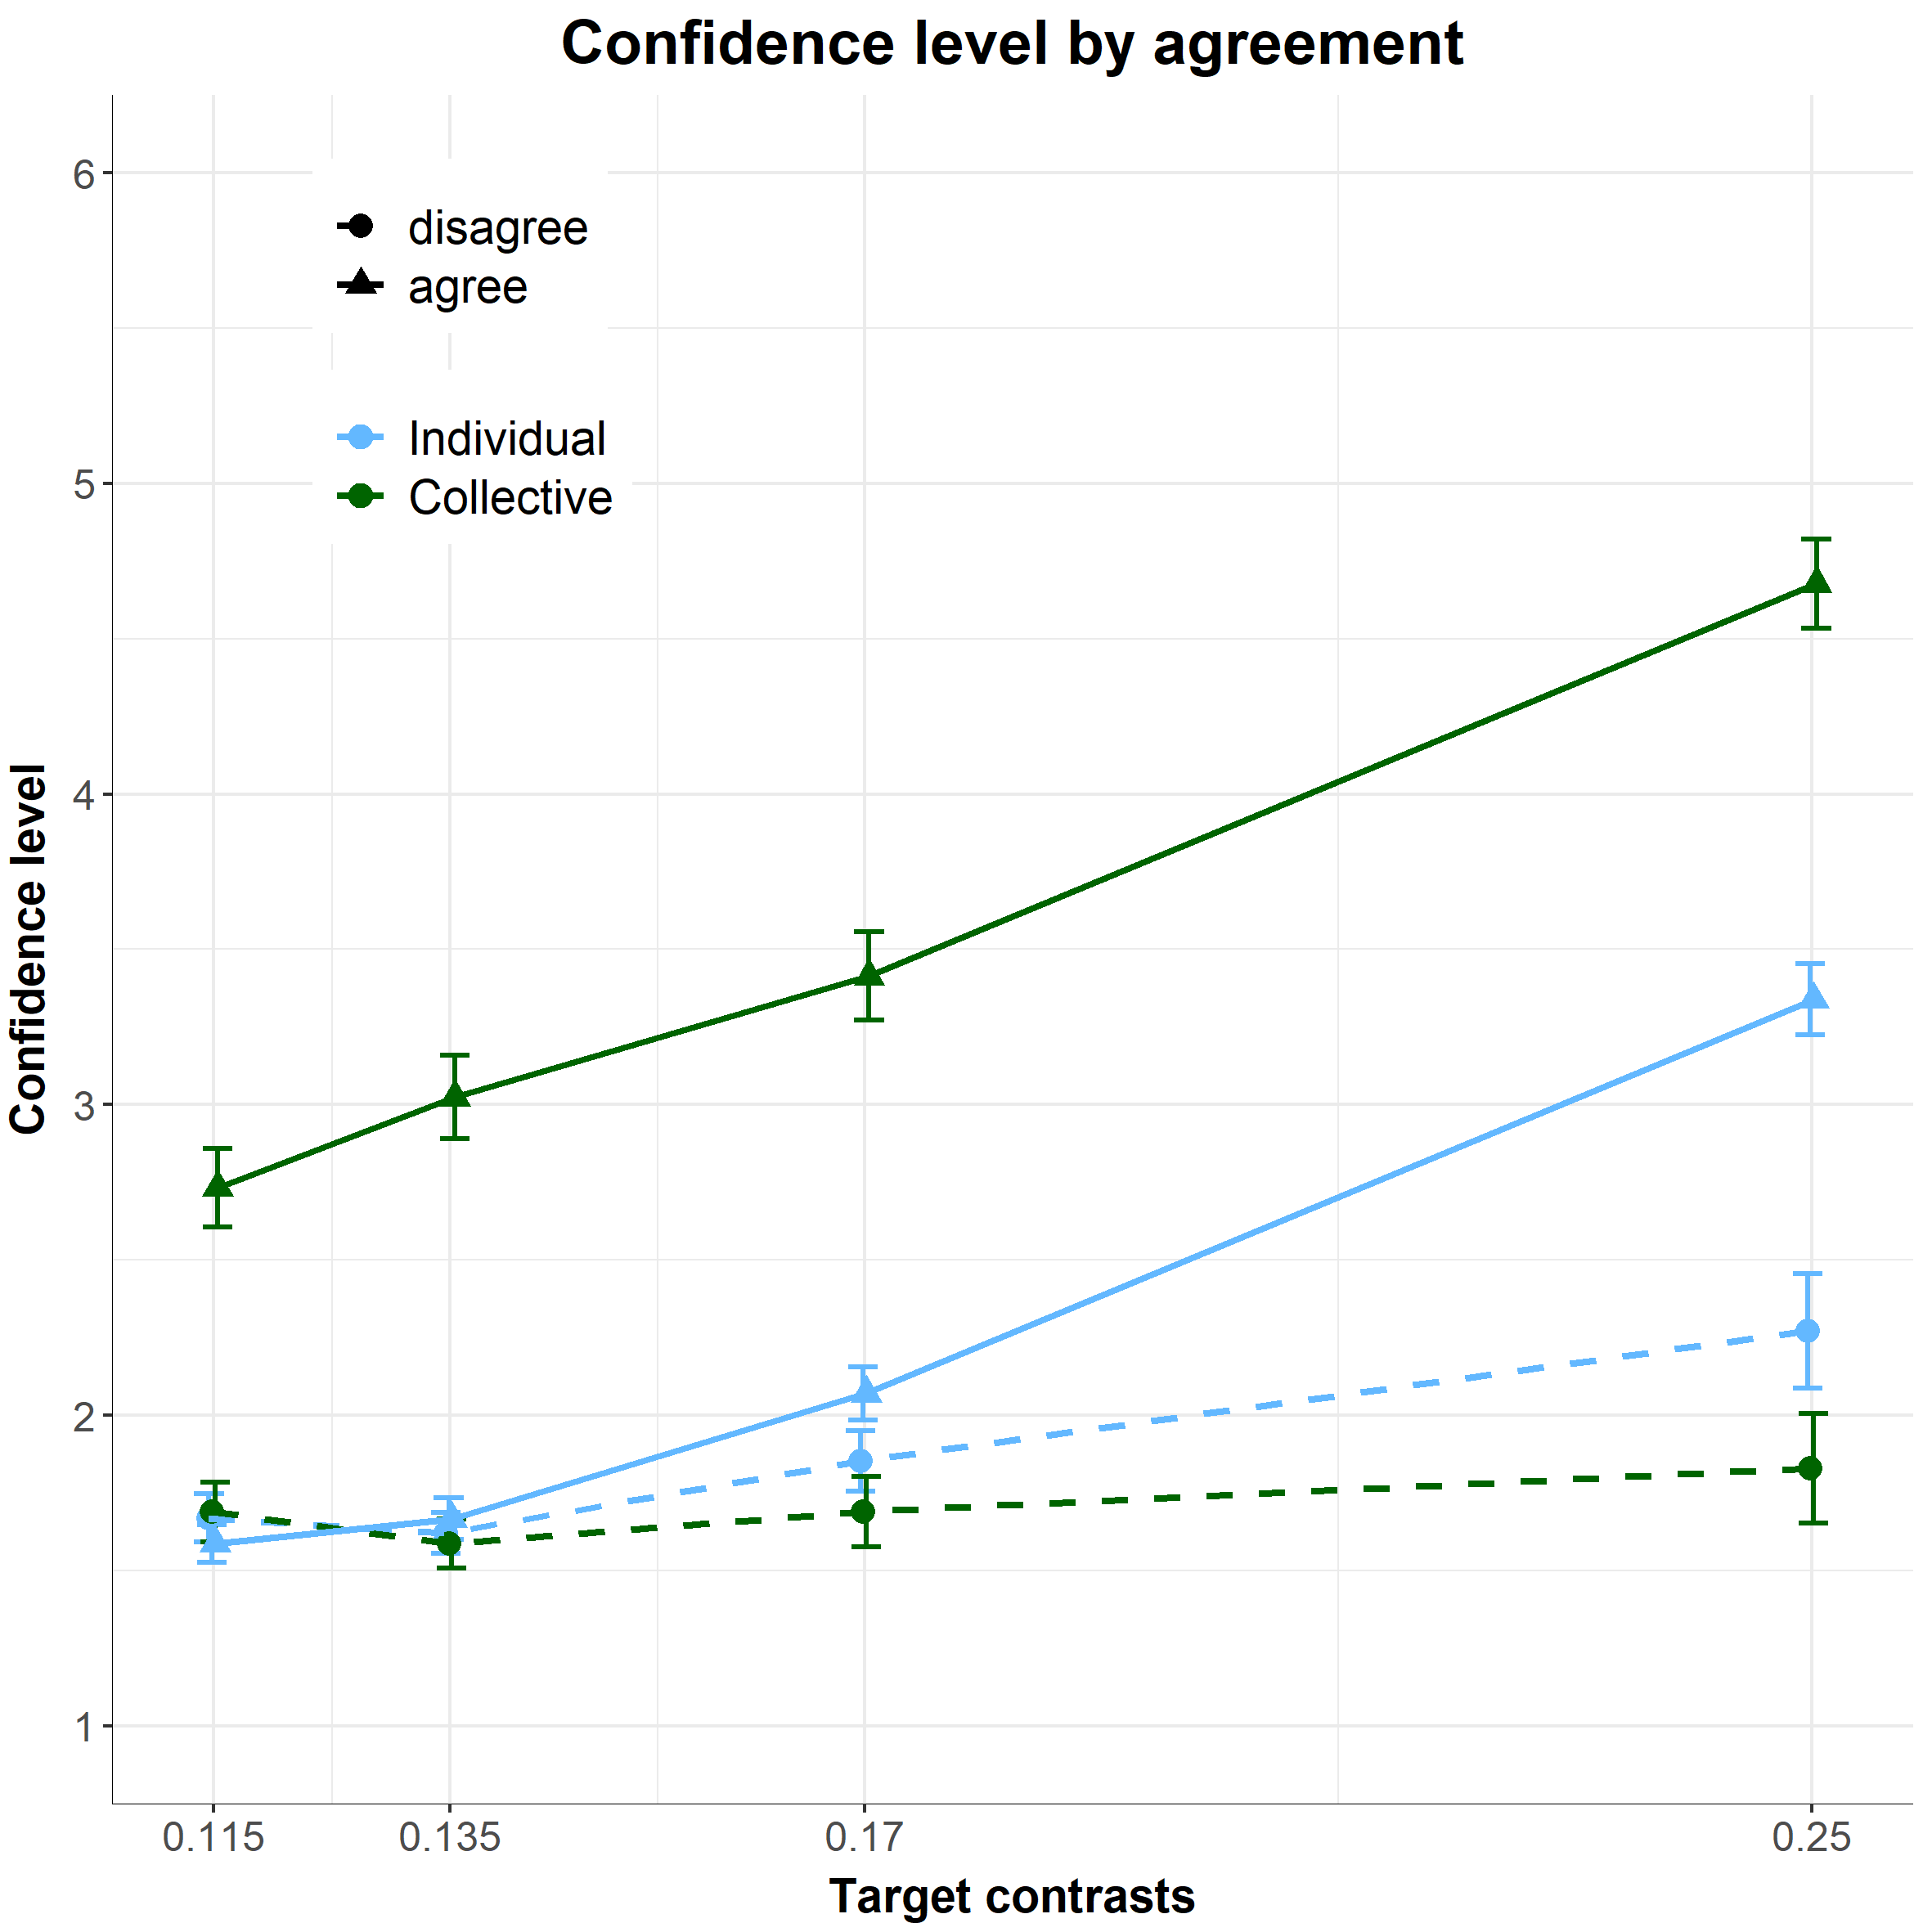 Confidence level by agreement
disagree
agree
Individual
Collective
Confidence level
6
5
4
3
2
1
0.115 0.135 0.17 0.25
Target contrasts